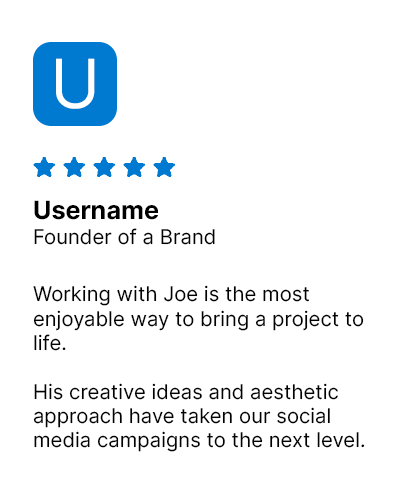 U
Username
Founder of a Brand
Working with Joe is the most
enjoyable way to bring a project to
life.
His creative ideas and aesthetic
approach have taken our social
media campaigns to the next level.